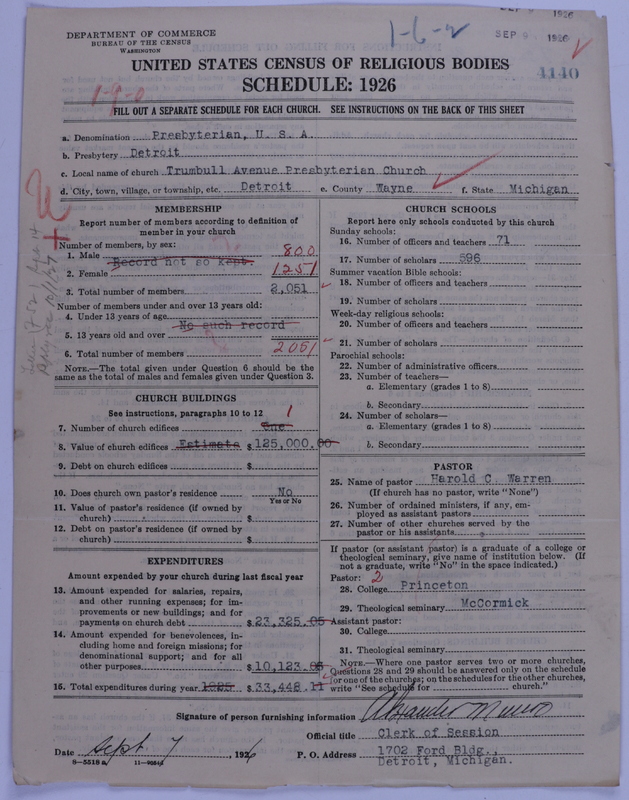 SEP 9 1926
1926
1-6-2
DEPARTMENT OF COMMERCE
BUREAU OF THE CENSUS
WASHINGTON
UNITED STATES CENSUS OF RELIGIOUS BODIES
4140
SCHEDULE: 1926
1-9-0
FILL OUT A SEPARATE SCHEDULE FOR EACH CHURCH. SEE INSTRUCTIONS ON THE BACK OF THIS SHEET
a. Denomination Presbyterian, U. S. A.
b. Presbytery Detroit
c. Local name of church Trumbull Avenue Presbyterian Church
d. City, town, village, or township, etc. Detroit e. County Wayne f. State Michigan
MEMBERSHIP
Report number of members according to definition of
member in your church
Number of members, by sex:
1. Male 800
Record not so kept.
2. Female 1251
3. Total number of members 2,051
Number of members under and over 13 years old:
4. Under 13 years of age
No such record
5. 13 years old and over
6. Total number of members 2051
NOTE.—The total given under Question 6 should be
same as the total of males and females given under Question 3.
CHURCH BUILDINGS
See instructions, paragraphs 10 to 12
1
7. Number of church edifices One
8. Value of church edifices Estimate $ 125,000.00
9. Debt on church edifices $
10. Does church own pastor's residence No
Yes or No
11. Value of pastor's residence (if owned by
church) $
12. Debt on pastor's residence (if owned by
church) $
EXPENDITURES
Amount expended by your church during last fiscal year
13. Amount expended for salaries, repairs,
and other running expenses; for im-
provements or new buildings; and for
payments on church debt $ 23,325.05
14. Amount expended for benevolences, in-
cluding home and foreign missions; for
denominational support; and for all
other purposes $ 10,123.
15. Total expenditures during year 1925 $ 33,448.11
CHURCH SCHOOLS
Report here only schools conducted by this church
Sunday schools:
16. Number of officers and teachers 71
17. Number of scholars 596
Summer vacation Bible schools:
18. Number of officers and teachers
19. Number of scholars
Week-day religious schools:
20. Number of officers and teachers
21. Number of scholars
Parochial schools:
22. Number of administrative officers
23. Number of teachers—
a. Elementary (grades 1 to 8)
b. Secondary
24. Number of scholars—
a. Elementary (grades 1 to 8)
b. Secondary
PASTOR
25. Name of pastor Harold C. Warren
(If church has no pastor, write "None")
26. Number of ordained ministers, if any, em-
ployed as assistant pastors
27. Number of other churches served by the
pastor or his assistants
If pastor (or assistant pastor) is a graduate of a college or
theological seminary, give name of institution below. (If
not a graduate, write "No" in the space indicated.)
Pastor: 2
28. College Princeton
29. Theological seminary McCormick
Assistant pastor:
30. College
31. Theological seminary
NOTE.—Where one pastor serves two or more churches,
Questions 28 and 29 should be answered only on the schedule
for one of the churches; on the schedules for the other churches,
write "See schedule for church."
Signature of person furnishing information Alexander Munro
Official title Clerk of Session
Date Sept 7, 1926
P. O. Address 1702 Ford Bldg.,
Detroit, Michigan.
8—5518a 11—9084